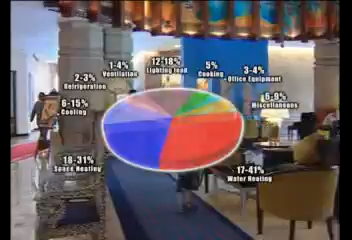 1-4%
Ventilation
12-18%
Lighting load
5%
Cooking
3-4%
Office Equipment
2-3%
Refrigeration
5-9%
Miscellaneous
6-15%
Cooling
18-31%
Space Heating
17-41%
Water Heating